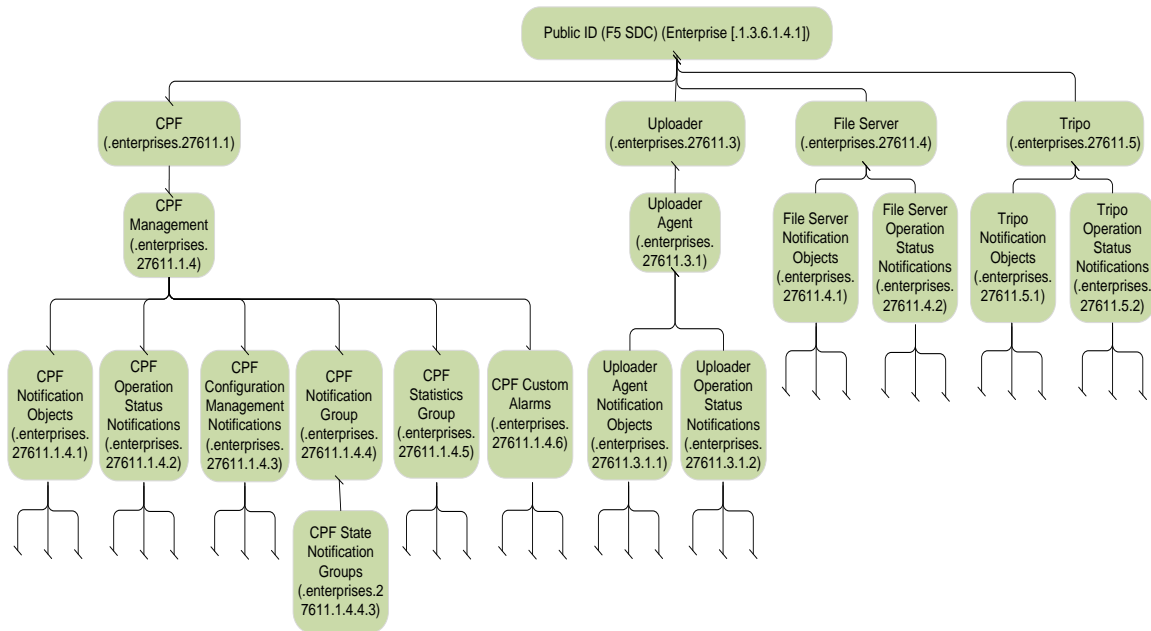 Public ID (F5 SDC) (Enterprise [.1.3.6.1.4.1])
CPF
(.enterprises.27611.1)
Uploader
(.enterprises.27611.3)
File Server
(.enterprises.27611.4)
Tripo
(.enterprises.27611.5)
CPF
Management
(.enterprises.
27611.1.4)
Uploader
Agent
(.enterprises.
27611.3.1)
File Server
Notification
Objects
(.enterprises.
27611.4.1)
File Server
Operation
Status
Notifications
(.enterprises.
27611.4.2)
Tripo
Notification
Objects
(.enterprises.
27611.5.1)
Tripo
Operation
Status
Notifications
(.enterprises.
27611.5.2)
CPF
Notification
Objects
(.enterprises.
27611.1.4.1)
CPF
Operation
Status
Notifications
(.enterprises.
27611.1.4.2)
CPF
Configuration
Management
Notifications
(.enterprises.
27611.1.4.3)
CPF
Notification
Group
(.enterprises.
27611.1.4.4)
CPF
Statistics
Group
(.enterprises.
27611.1.4.5)
CPF Custom
Alarms
(.enterprises.
27611.1.4.6)
Uploader
Agent
Notification
Objects
(.enterprises.
27611.3.1.1)
Uploader
Operation
Status
Notifications
(.enterprises.
27611.3.1.2)
CPF State
Notification
Groups
(.enterprises.2
7611.1.4.4.3)